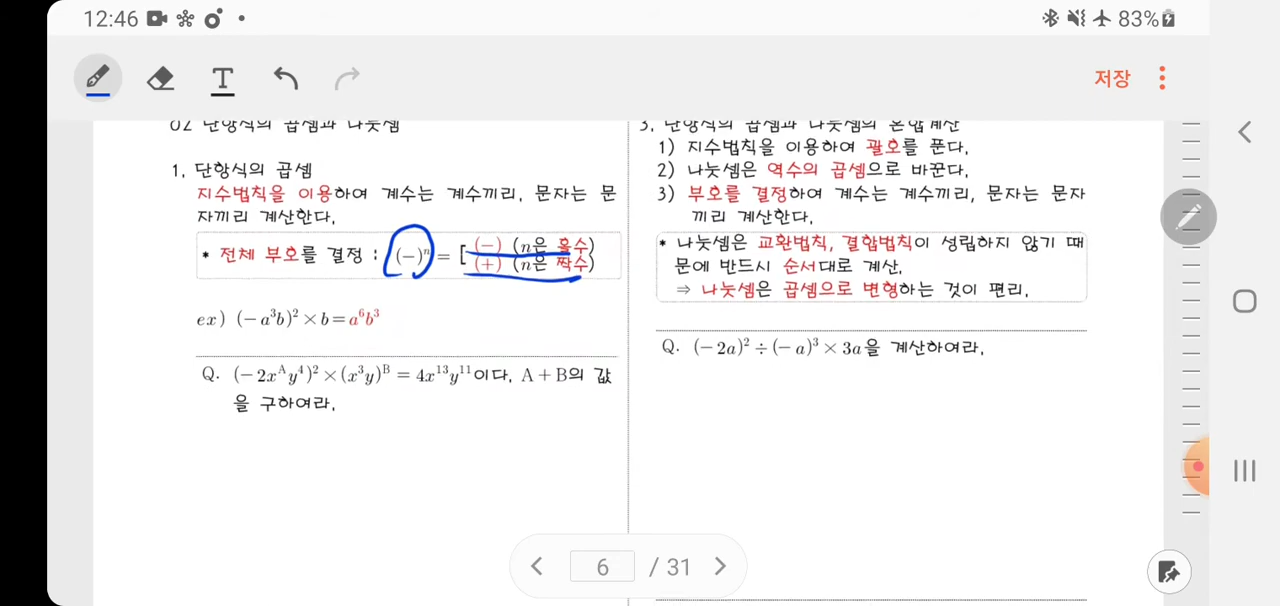 12:46
83%
T
저장
02 단항식의 곱셈과 나눗셈
1. 단항식의 곱셈
지수법칙을 이용하여 계수는 계수끼리, 문자는 문
자끼리 계산한다.
* 전체 부호를 결정 : (−)ⁿ = [ (−) (n은 홀수)
(+) (n은 짝수)
ex) (−a³b)² × b = a⁶b³
Q. (−2xᴬy⁴)² × (x³y)ᴮ = 4x¹³y¹¹이다. A+B의 값
을 구하여라.
3. 단항식의 곱셈과 나눗셈의 혼합계산
1) 지수법칙을 이용하여 괄호를 푼다.
2) 나눗셈은 역수의 곱셈으로 바꾼다.
3) 부호를 결정하여 계수는 계수끼리, 문자는 문자
끼리 계산한다.
* 나눗셈은 교환법칙, 결합법칙이 성립하지 않기 때
문에 반드시 순서대로 계산.
⇒ 나눗셈은 곱셈으로 변형하는 것이 편리.
Q. (−2a)² ÷ (−a)³ × 3a을 계산하여라.
6 / 31